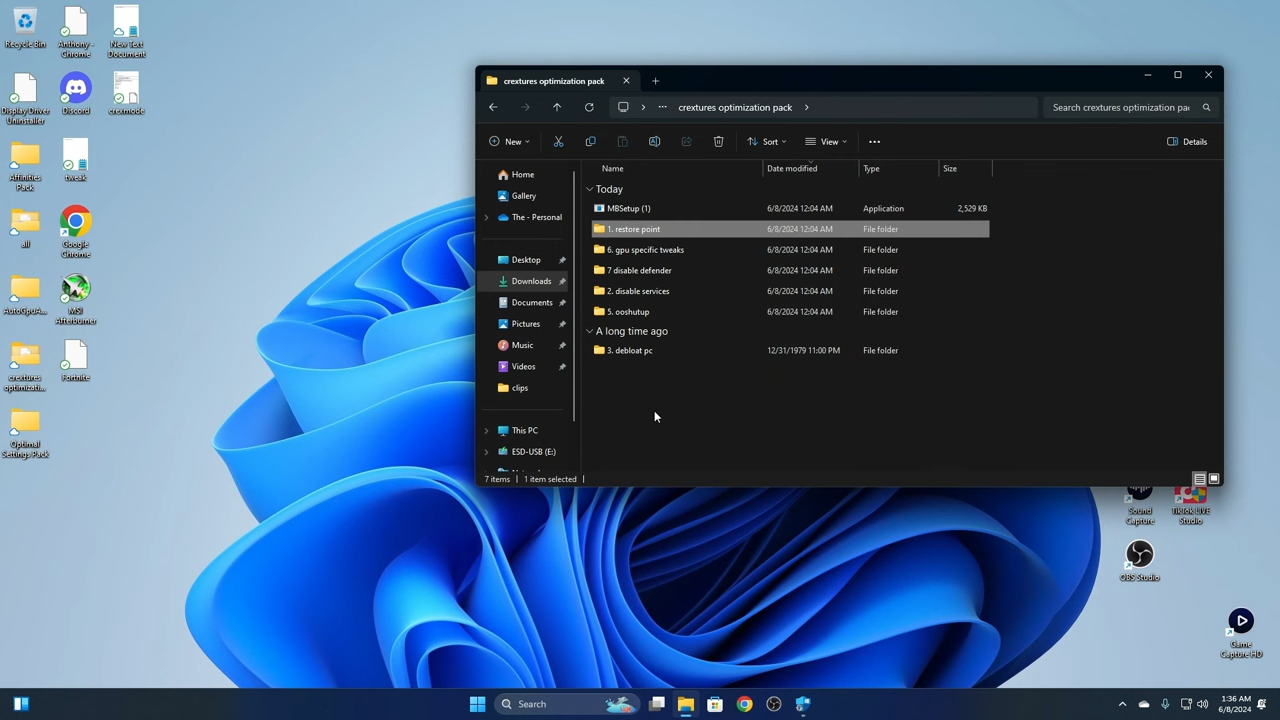 Recycle Bin
Anthony - Chrome
New Text Document
Display Driver Uninstaller
Discord
crexmode
Affinities Pack
tweak
all
Google Chrome
AutoGpuA...
MSI Afterburner
crextures optimizati...
Fortnite
Optimal Settings Pack
crextures optimization pack
crextures optimization pack
Search crextures optimization pac
New
Sort
View
Details
Name
Date modified
Type
Size
Home
Gallery
The - Personal
Desktop
Downloads
Documents
Pictures
Music
Videos
clips
This PC
ESD-USB (E:)
Today
MBSetup (1) 6/8/2024 12:04 AM Application 2,529 KB
1. restore point 6/8/2024 12:04 AM File folder
6. gpu specific tweaks 6/8/2024 12:04 AM File folder
7 disable defender 6/8/2024 12:04 AM File folder
2. disable services 6/8/2024 12:04 AM File folder
5. ooshutup 6/8/2024 12:04 AM File folder
A long time ago
3. debloat pc 12/31/1979 11:00 PM File folder
7 items
1 item selected
Sound Capture
TikTok LIVE Studio
OBS Studio
Game Capture HD
Search
1:36 AM
6/8/2024